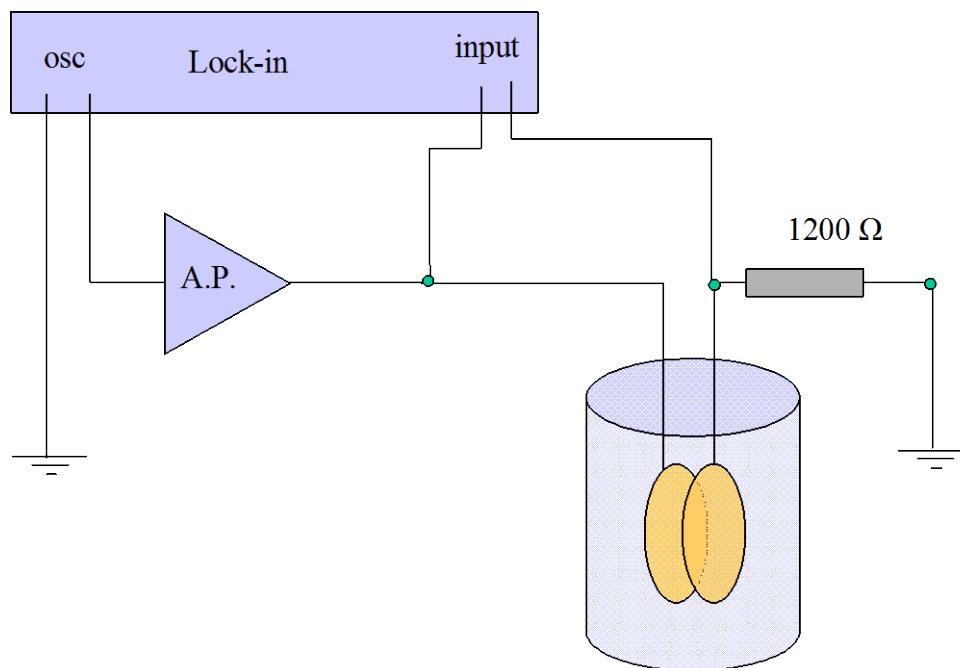 osc
Lock-in
input
A.P.
1200 Ω